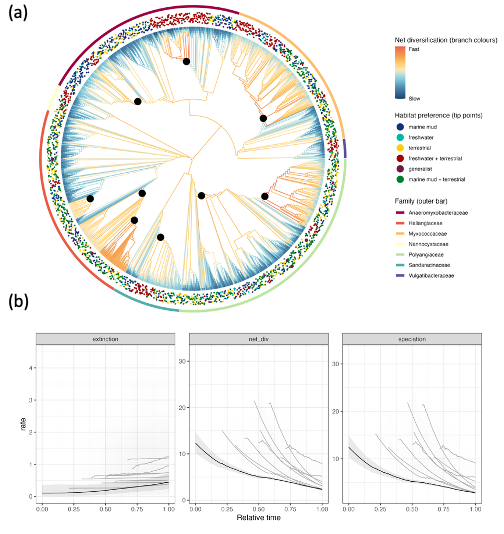 (a)
Net diversification (branch colours)
Fast
Slow
Habitat preference (tip points)
marine mud
freshwater
terrestrial
freshwater + terrestrial
generalist
marine mud + terrestrial
Family (outer bar)
Anaeromyxobacteraceae
Haliangiaceae
Myxococcaceae
Nannocystaceae
Polyangiaceae
Sandaracinaceae
Vulgatibacteraceae
(b)
extinction
net_div
speciation
rate
4
3
2
1
0
30
20
10
0
30
20
10
0
0.00 0.25 0.50 0.75 1.00
0.00 0.25 0.50 0.75 1.00
0.00 0.25 0.50 0.75 1.00
Relative time